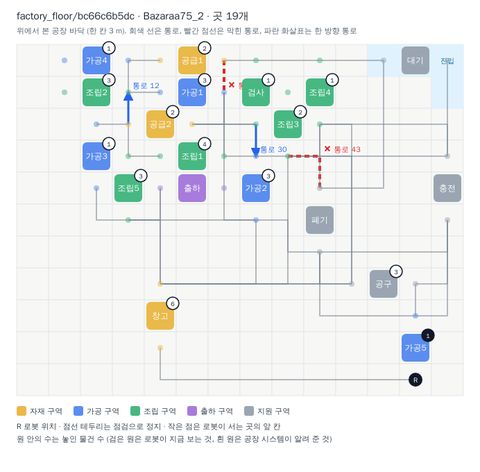 factory_floor/bc66c6b5dc · Bazaraa75_2 · 곳 19개
위에서 본 공장 바닥 (한 칸 3 m). 회색 선은 통로, 빨간 점선은 막힌 통로, 파란 화살표는 한 방향 통로
가공4 1 공급1 2 대기
조립2 3 통로 12 가공1 3 × 검사 1 조립4 1
공급2 2 조립3 2
가공3 1 조립1 4 통로 30 × 통로 43
조립5 3 출하 가공2 3 충전
폐기
공구 3
창고 6
가공5 1
R
자재 구역 가공 구역 조립 구역 출하 구역 지원 구역
R 로봇 위치 · 점선 테두리는 점검으로 정지 · 작은 점은 로봇이 서는 곳의 앞 칸
원 안의 수는 놓인 물건 수 (검은 원은 로봇이 지금 보는 것, 흰 원은 공장 시스템이 알려 준 것)